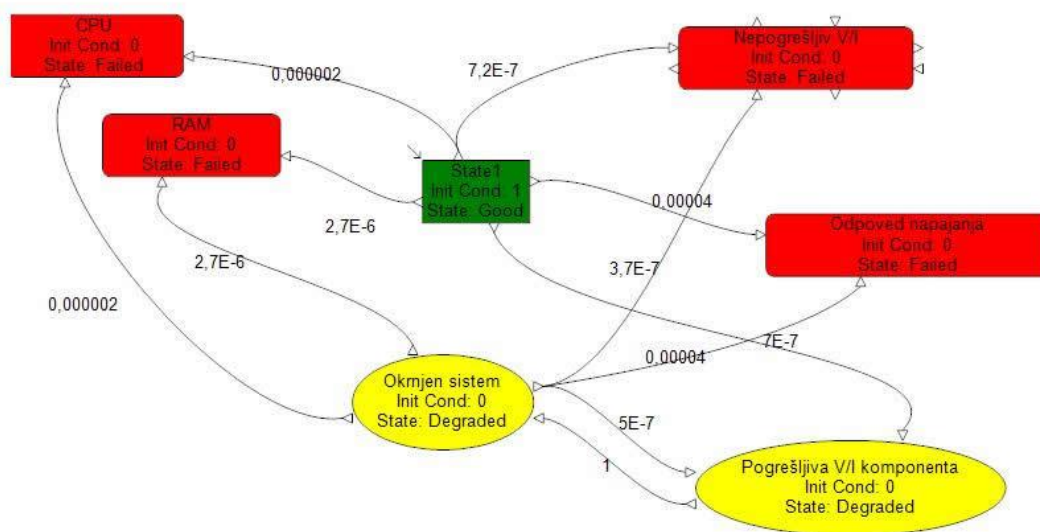 CPU
Init Cond: 0
State: Failed
Nepogrešljiv V/I
Init Cond: 0
State: Failed
0,000002
7,2E-7
RAM
Init Cond: 0
State: Failed
State1
Init Cond: 1
State: Good
0,00004
2,7E-6
Odpoved napajanja
Init Cond: 0
State: Failed
2,7E-6
3,7E-7
0,000002
7E-7
0,00004
Okrnjen sistem
Init Cond: 0
State: Degraded
5E-7
1
Pogrešljiva V/I komponenta
Init Cond: 0
State: Degraded